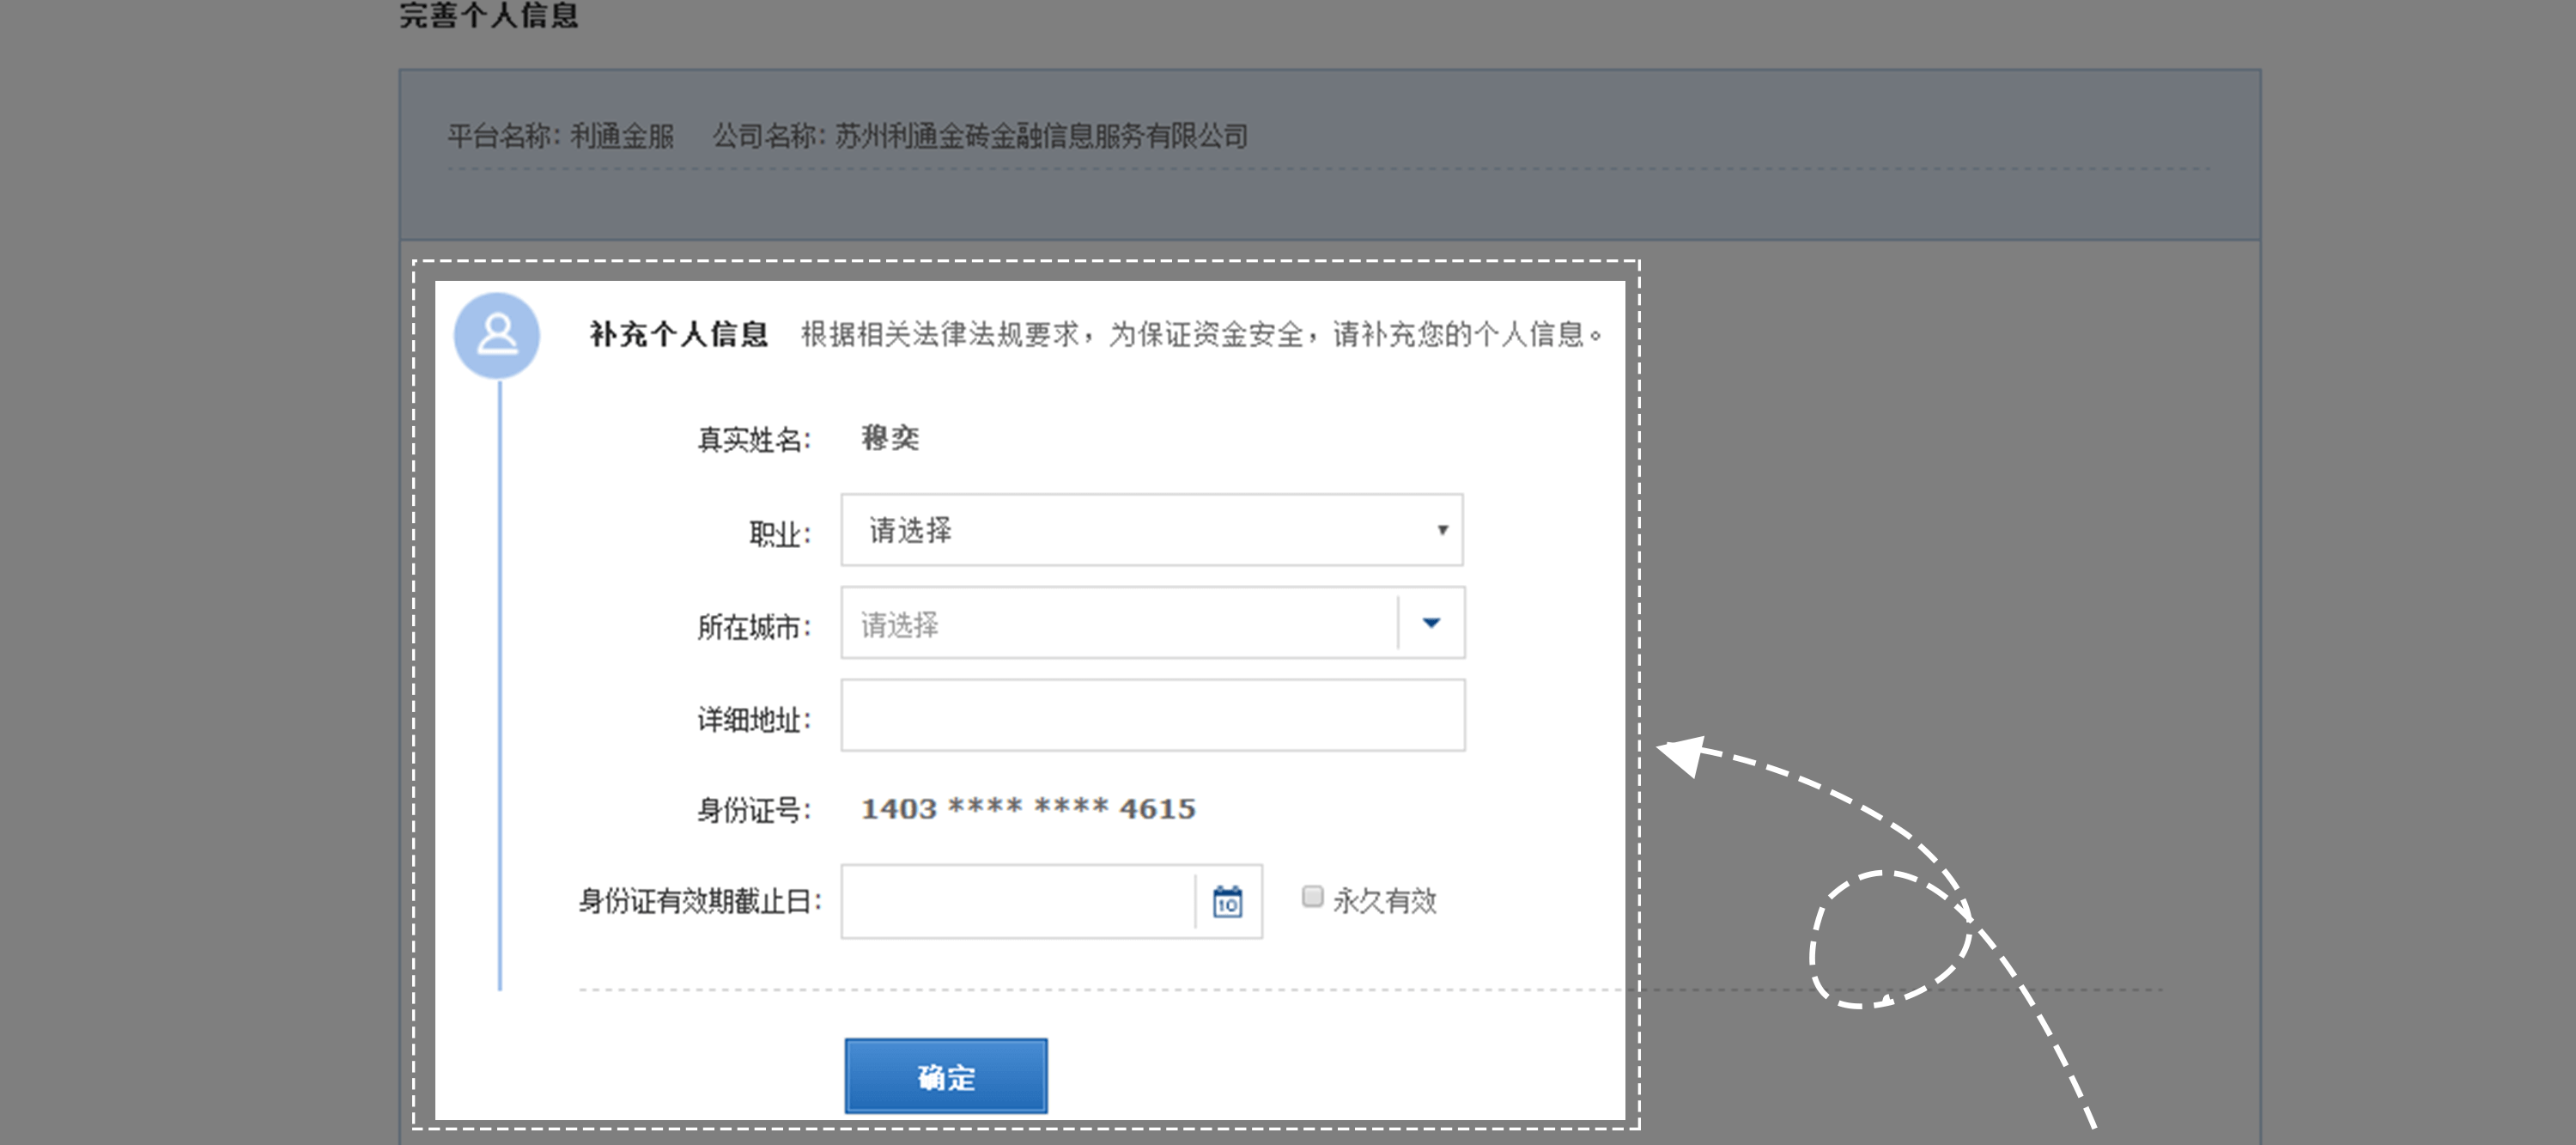 完善个人信息
平台名称：利通金服 公司名称：苏州利通金砖金融信息服务有限公司
补充个人信息 根据相关法律法规要求，为保证资金安全，请补充您的个人信息。
真实姓名： 穆奕
职业： 请选择
所在城市： 请选择
详细地址：
身份证号： 1403 **** **** 4615
身份证有效期截止日： 10 永久有效
确定